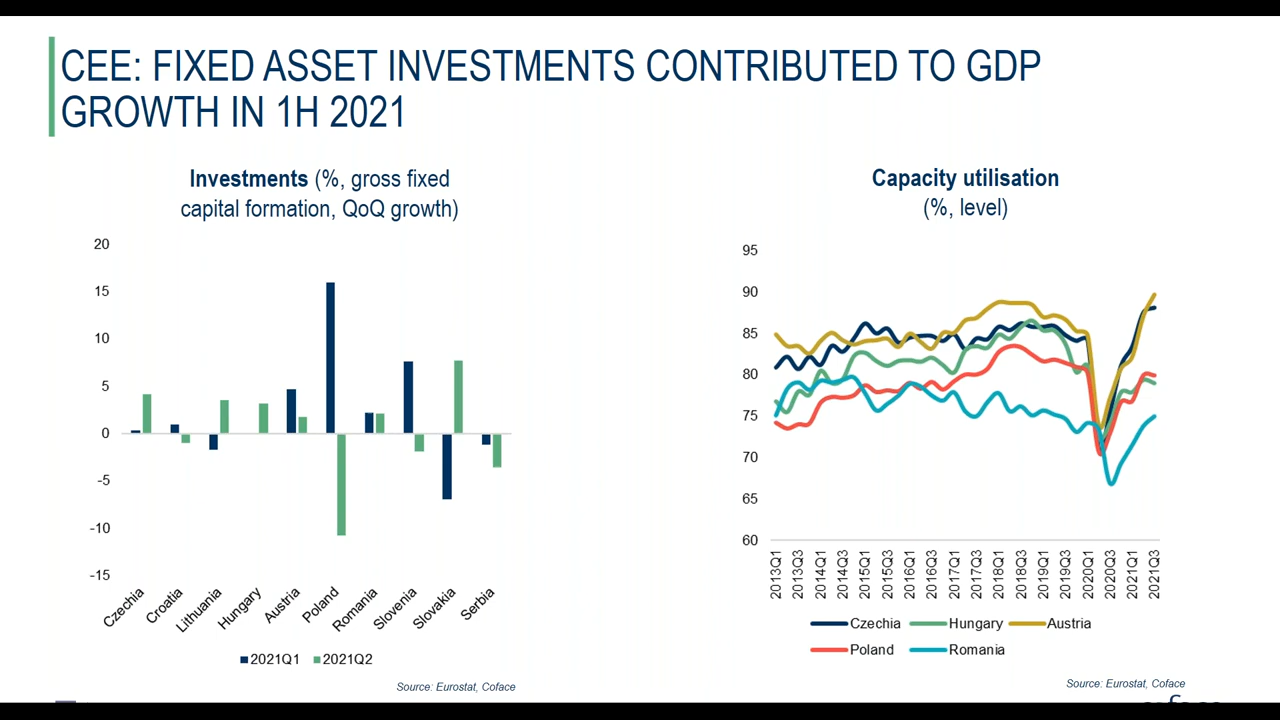 CEE: FIXED ASSET INVESTMENTS CONTRIBUTED TO GDP
GROWTH IN 1H 2021
Investments (%, gross fixed
capital formation, QoQ growth)
20
15
10
5
0
-5
-10
-15
Czechia
Croatia
Lithuania
Hungary
Austria
Poland
Romania
Slovenia
Slovakia
Serbia
2021Q1 2021Q2
Source: Eurostat, Coface
Capacity utilisation
(%, level)
95
90
85
80
75
70
65
60
2013Q1
2013Q3
2014Q1
2014Q3
2015Q1
2015Q3
2016Q1
2016Q3
2017Q1
2017Q3
2018Q1
2018Q3
2019Q1
2019Q3
2020Q1
2020Q3
2021Q1
2021Q3
Czechia Hungary Austria
Poland Romania
Source: Eurostat, Coface